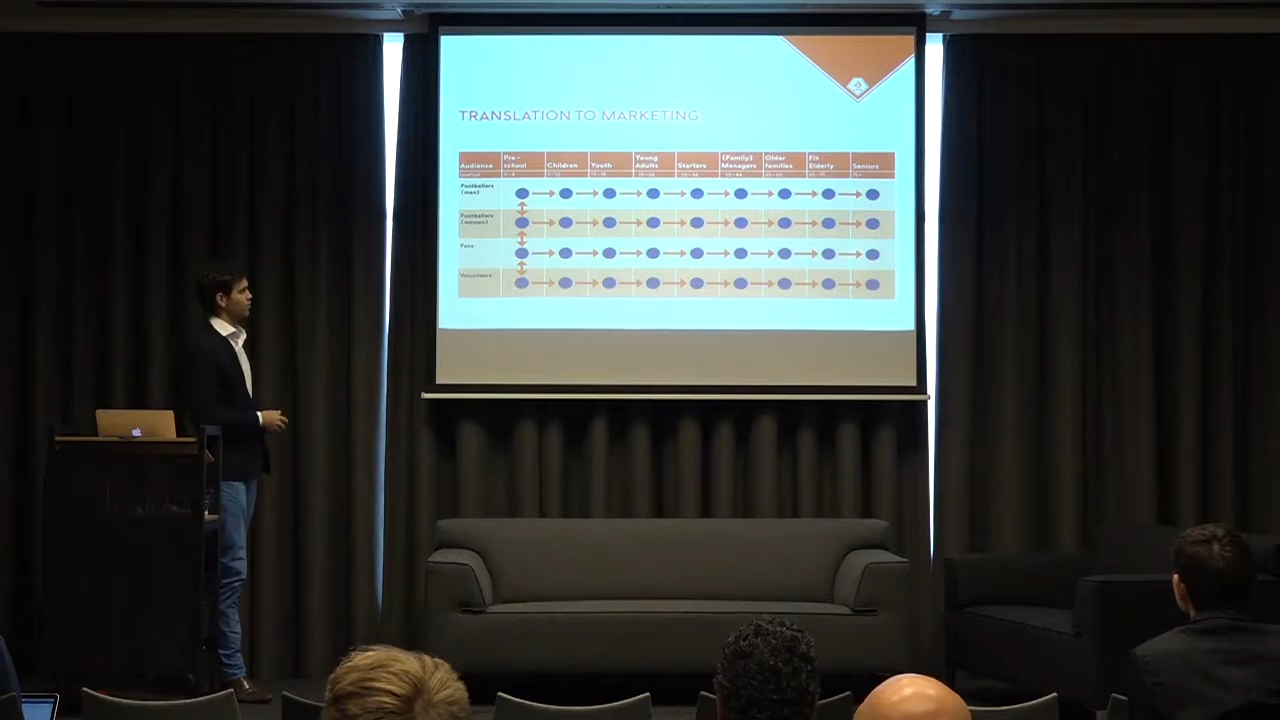 TRANSLATION TO MARKETING
Audience Pre-school Children Youth Young Adults Starters (Family) Managers Older families Fit Elderly Seniors
Footballers (men)
Footballers (women)
Fans
Volunteers